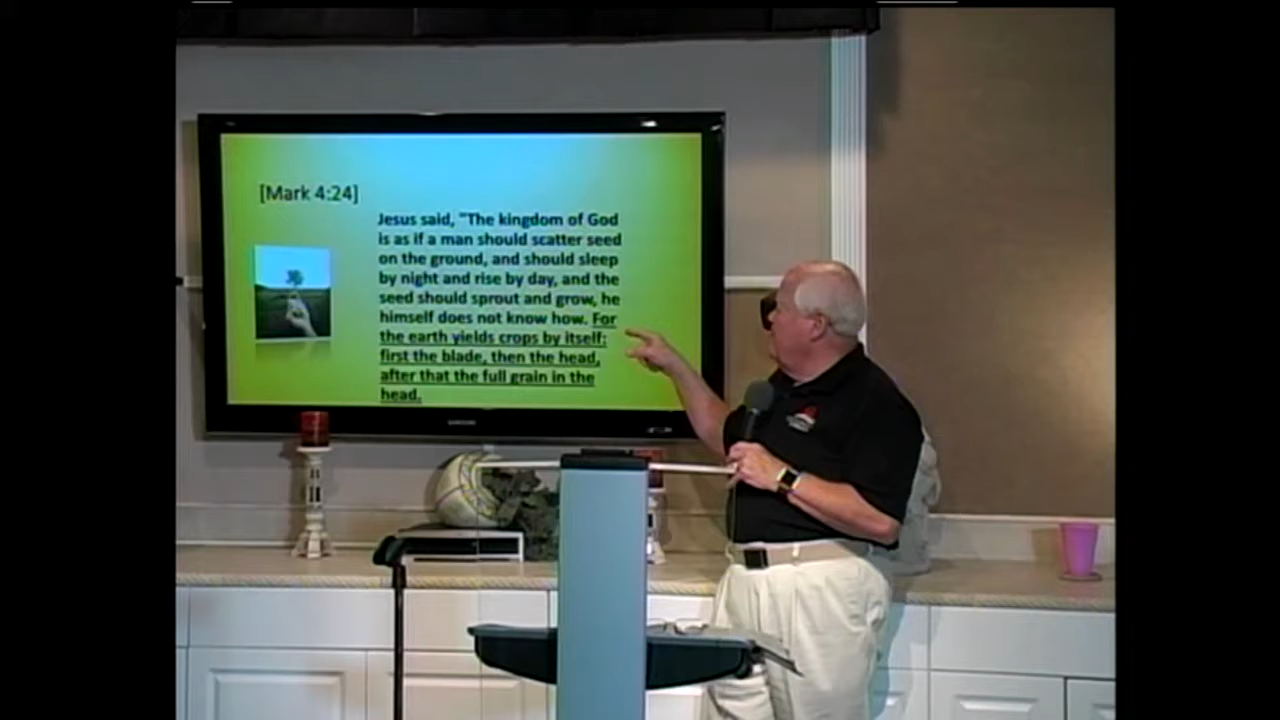 [Mark 4:24]
Jesus said, "The kingdom of God
is as if a man should scatter seed
on the ground, and should sleep
by night and rise by day, and the
seed should sprout and grow, he
himself does not know how. For
the earth yields crops by itself:
first the blade, then the head,
after that the full grain in the
head.
SAMSUNG